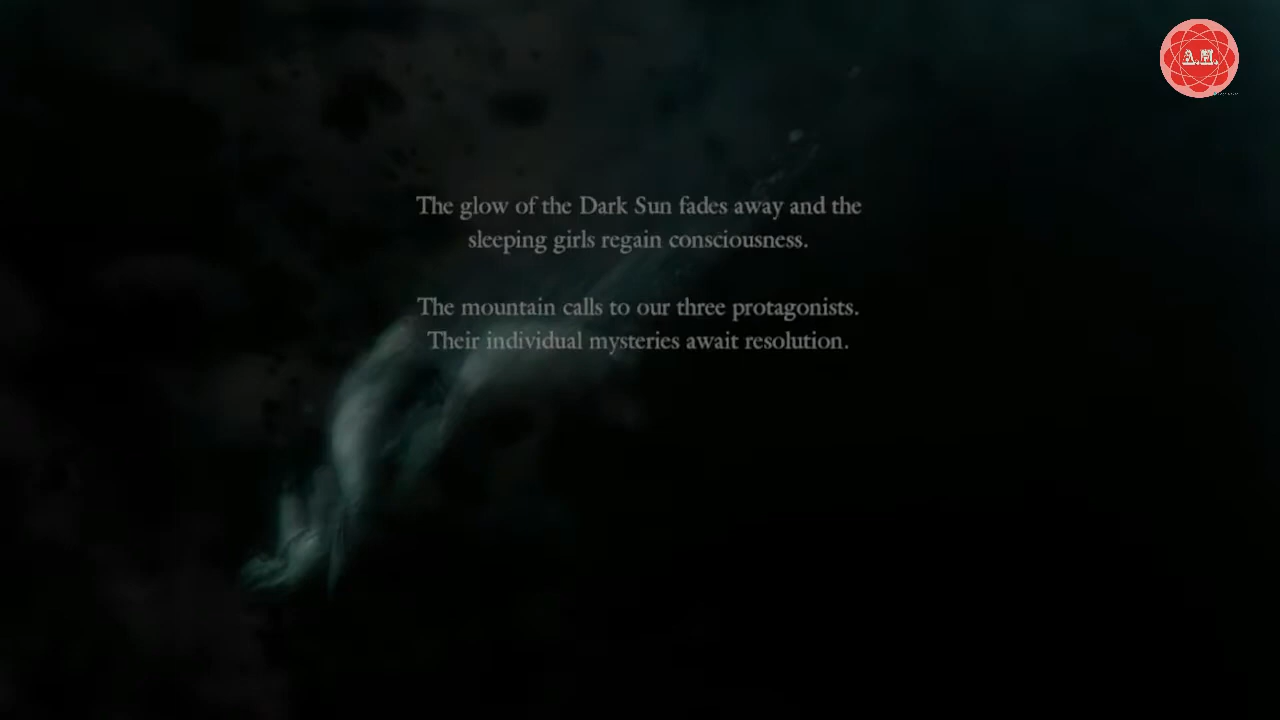 A.H.
The glow of the Dark Sun fades away and the
sleeping girls regain consciousness.
The mountain calls to our three protagonists.
Their individual mysteries await resolution.